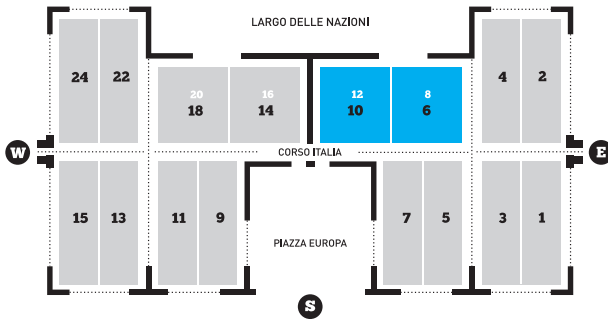 LARGO DELLE NAZIONI
24 22
20 16 12 8
18 14 10 6
4 2
W CORSO ITALIA E
15 13 11 9 7 5 3 1
PIAZZA EUROPA
S